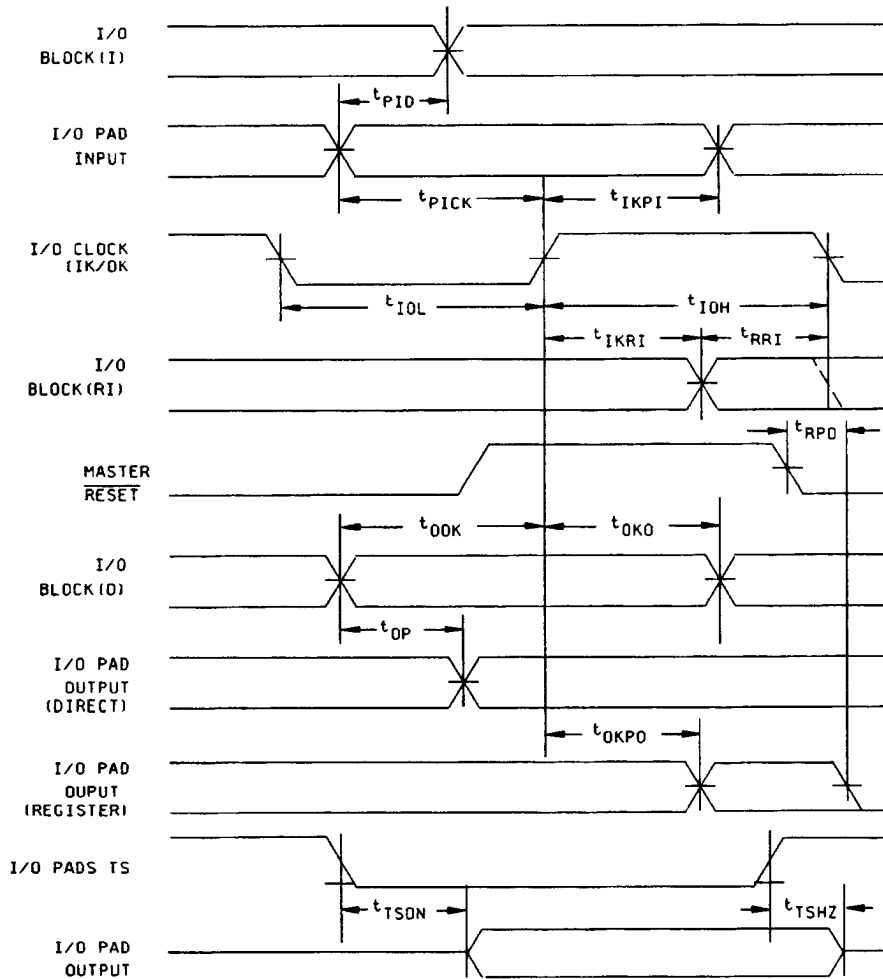 I/O
BLOCK(I)
tPID
I/O PAD
INPUT
tPICK
tIKPI
I/O CLOCK
(IK/OK
tIOL
tIOH
tIKRI
tRRI
I/O
BLOCK(RI)
tRPO
MASTER
RESET
tOOK
tOKO
I/O
BLOCK(O)
tOP
I/O PAD
OUTPUT
(DIRECT)
tOKPO
I/O PAD
OUPUT
(REGISTER)
I/O PADS TS
tTSON
tTSHZ
I/O PAD
OUTPUT